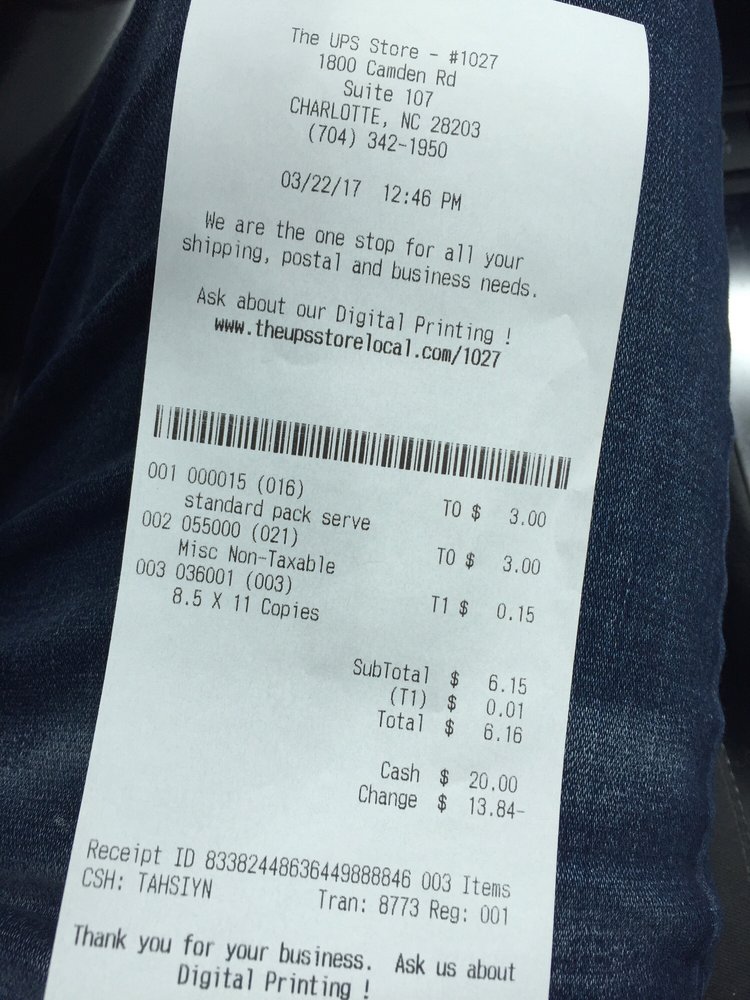 The UPS Store - #1027
1800 Camden Rd
Suite 107
CHARLOTTE, NC 28203
(704) 342-1950
03/22/17 12:46 PM
We are the one stop for all your
shipping, postal and business needs.
Ask about our Digital Printing !
www.theupsstorelocal.com/1027
001 000015 (016) T0 $ 3.00
standard pack serve
002 055000 (021) T0 $ 3.00
Misc Non-Taxable
003 036001 (003) T1 $ 0.15
8.5 X 11 Copies
SubTotal $ 6.15
(T1) $ 0.01
Total $ 6.16
Cash $ 20.00
Change $ 13.84-
Receipt ID 83382448636449888846 003 Items
CSH: TAHSIYN Tran: 8773 Reg: 001
Thank you for your business. Ask us about
Digital Printing !